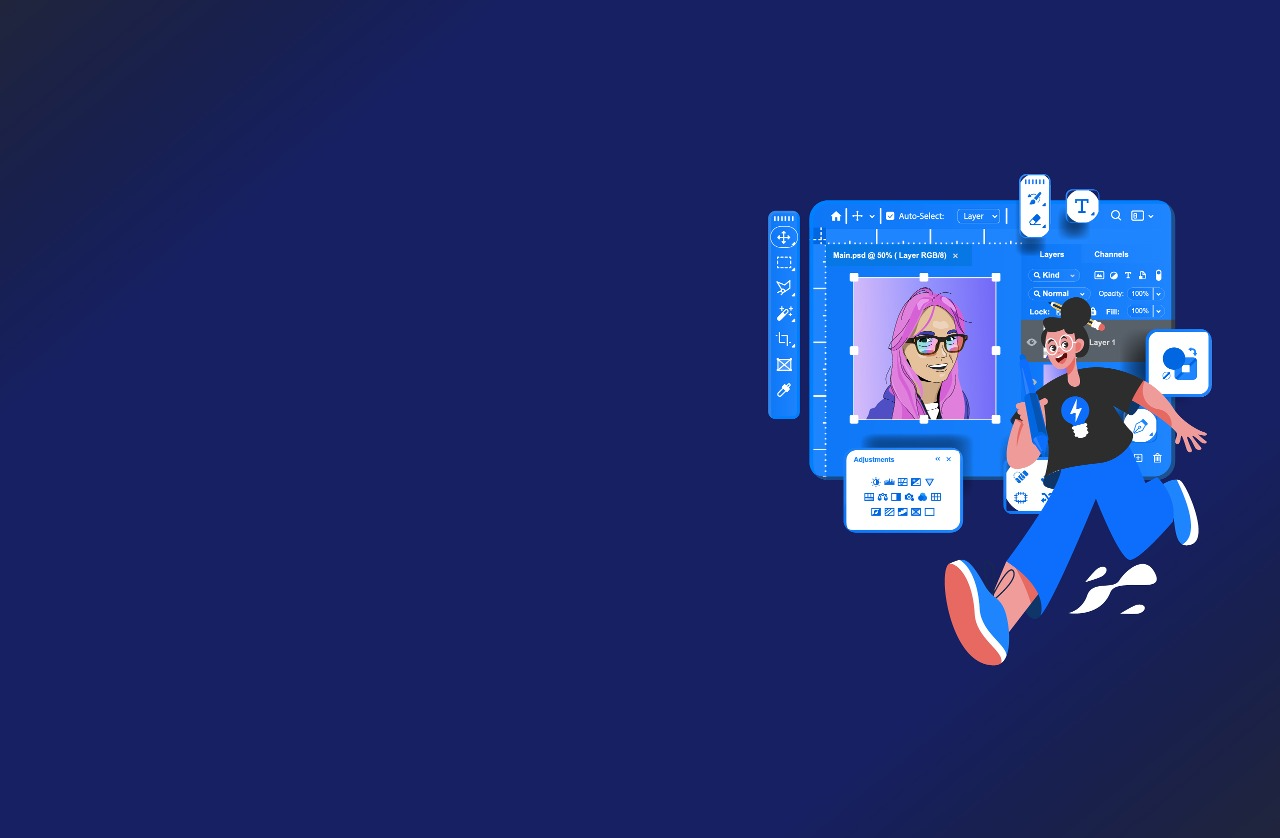 T
Auto-Select: Layer
Main.psd @ 50% ( Layer RGB/8) ×
Layers Channels
Kind T
Normal Opacity: 100%
Lock: Fill: 100%
Layer 1
Adjustments « ×